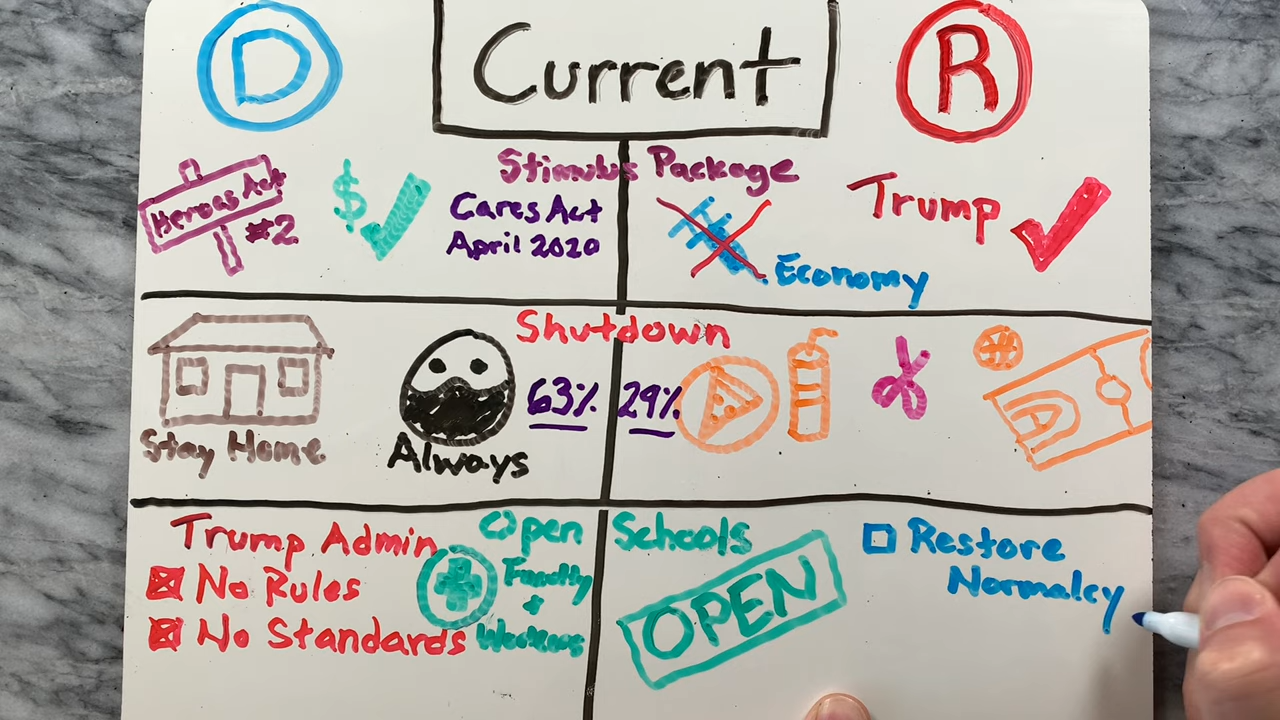 D
Current
R
Stimulus Package
Heroes Act
#2
$
Cares Act
April 2020
Trump
Economy
Shutdown
63%
29%
Stay Home
Always
Open Schools
Trump Admin
No Rules
No Standards
Faculty
+
Workers
OPEN
Restore
Normalcy